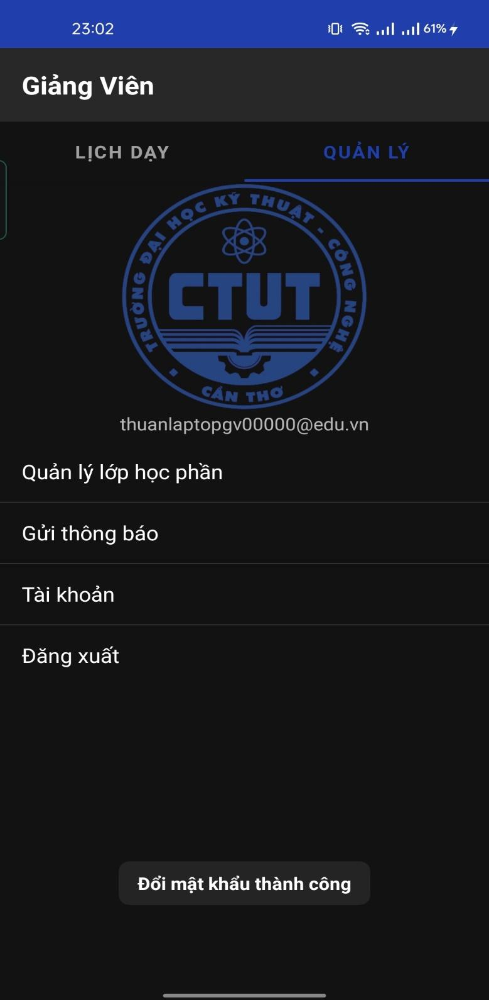 23:02
61%
Giảng Viên
LỊCH DẠY
QUẢN LÝ
TRƯỜNG ĐẠI HỌC KỸ THUẬT - CÔNG NGHỆ
CTUT
CẦN THƠ
thuanlaptopgv00000@edu.vn
Quản lý lớp học phần
Gửi thông báo
Tài khoản
Đăng xuất
Đổi mật khẩu thành công